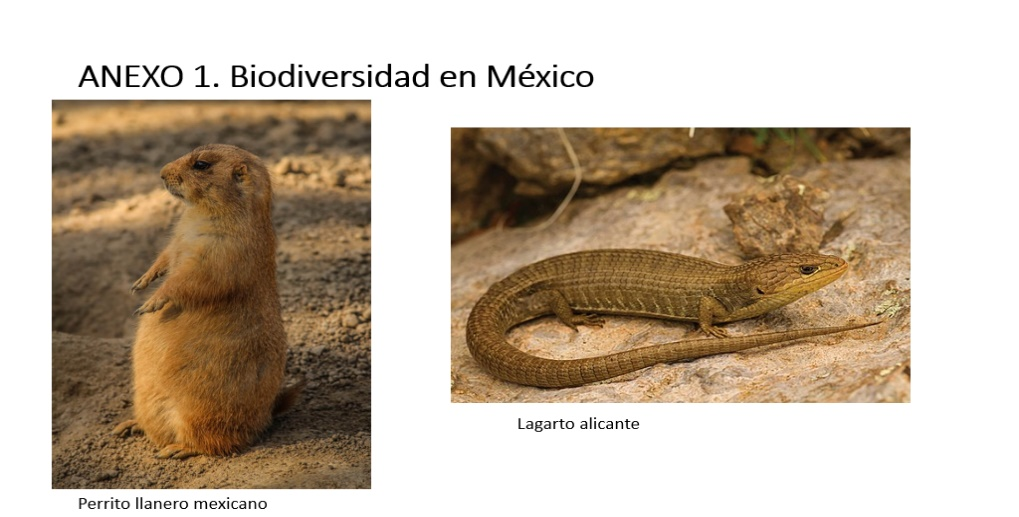 ANEXO 1. Biodiversidad en México
Lagarto alicante
Perrito llanero mexicano